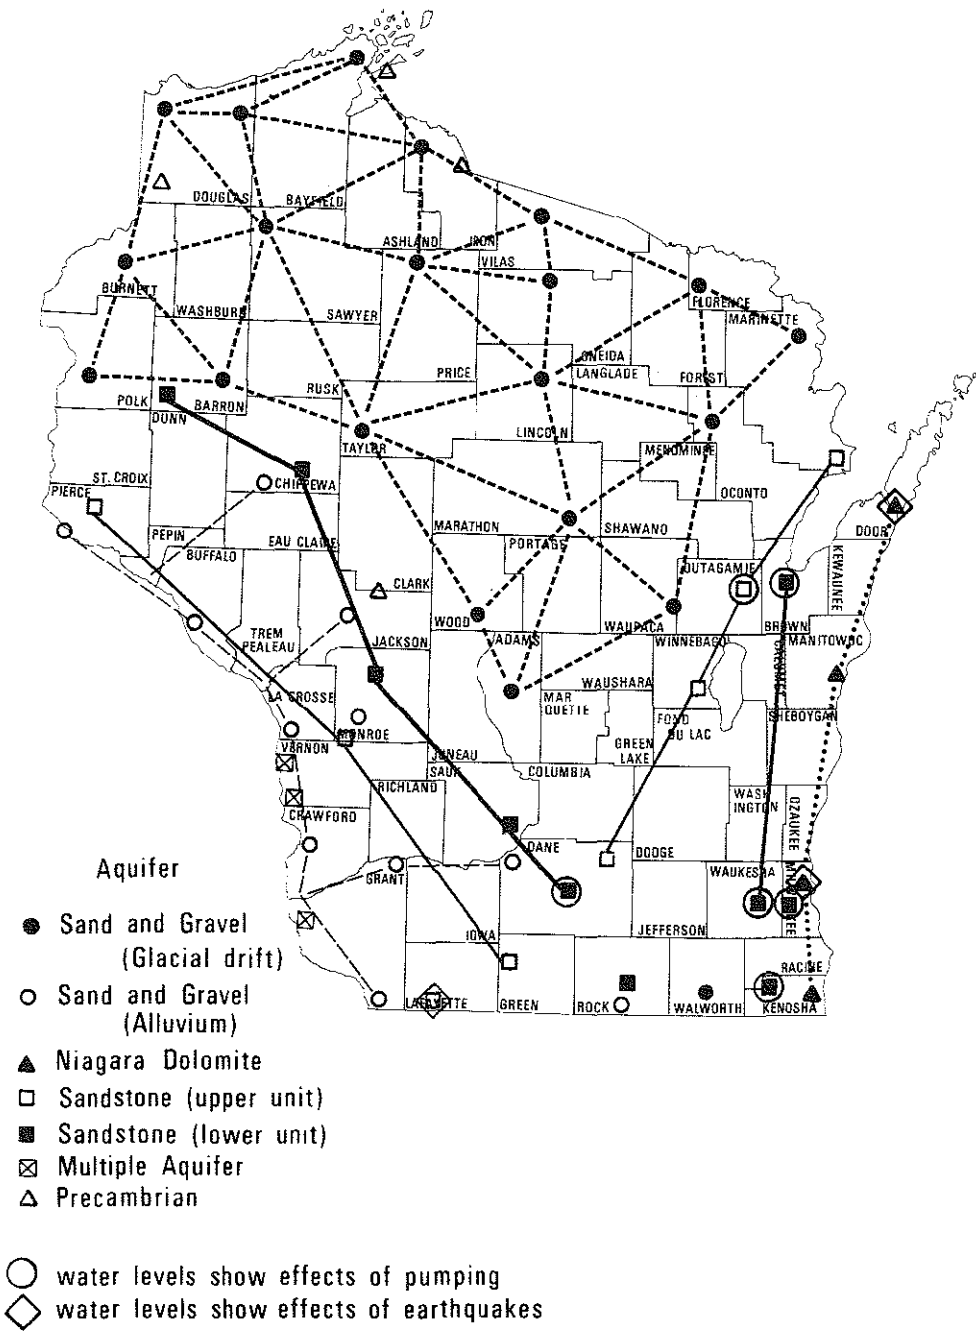 DOUGLAS
BAYFIELD
ASHLAND
IRON
VILAS
BURNETT
FLORENCE
WASHBURN
SAWYER
MARINETTE
ONEIDA
PRICE
LANGLADE
FOREST
RUSK
POLK
BARRON
DUNN
LINCOLN
TAYLOR
MENOMINEE
ST. CROIX
CHIPPEWA
PIERCE
OCONTO
MARATHON
SHAWANO
DOOR
PEPIN
EAU CLAIRE
PORTAGE
BUFFALO
OUTAGAMIE
KEWAUNEE
CLARK
WOOD
WAUPACA
BROWN
TREM
PEALEAU
JACKSON
ADAMS
WINNEBAGO
MANITOWOC
WAUSHARA
LA CROSSE
MAR
QUETTE
FOND
DU LAC
SHEBOYGAN
MONROE
VERNON
JUNEAU
GREEN
LAKE
SAUK
COLUMBIA
RICHLAND
WASH
INGTON
OZAUKEE
CRAWFORD
DANE
DODGE
GRANT
WAUKESHA
IOWA
JEFFERSON
RACINE
LAFAYETTE
GREEN
ROCK
WALWORTH
KENOSHA
Aquifer
Sand and Gravel
(Glacial drift)
Sand and Gravel
(Alluvium)
Niagara Dolomite
Sandstone (upper unit)
Sandstone (lower unit)
Multiple Aquifer
Precambrian
water levels show effects of pumping
water levels show effects of earthquakes